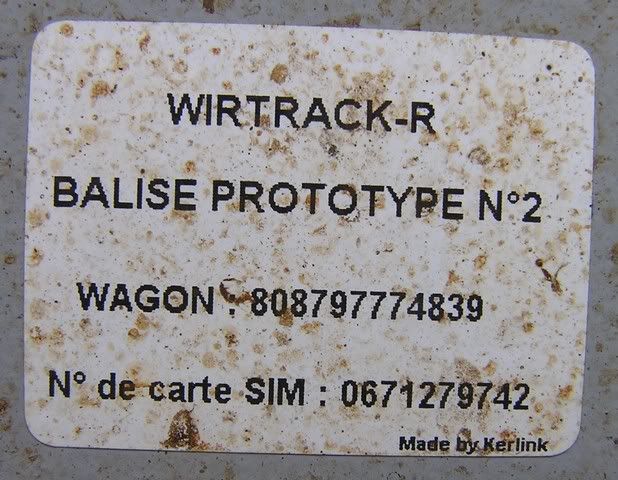 WIRTRACK-R
BALISE PROTOTYPE N°2
WAGON : 808797774839
N° de carte SIM : 0671279742
Made by Kerlink